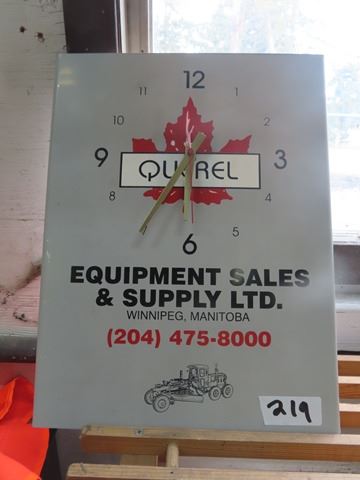 12
11 1
10 2
9 3
QUEREL
8 4
5
6
EQUIPMENT SALES
& SUPPLY LTD.
WINNIPEG, MANITOBA
(204) 475-8000
219